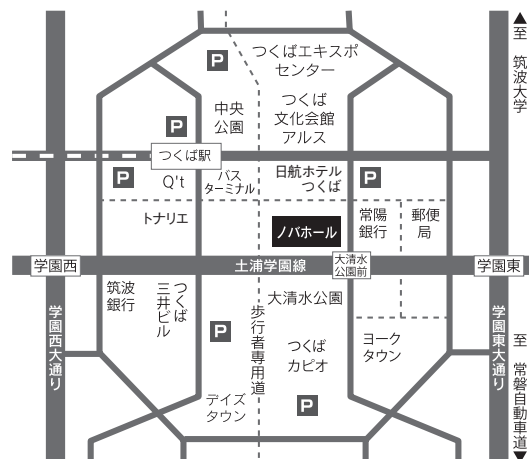 至 筑波大学
P
つくばエキスポ
センター
中央
公園
つくば
文化会館
アルス
P
つくば駅
P
Q't
バス
ターミナル
日航ホテル
つくば
P
トナリエ
ノバホール
常陽
銀行
郵便
局
学園西
土浦学園線
大清水
公園前
学園東
筑波
銀行
つくば
三井ビル
大清水公園
学園西大通り
歩行者専用道
学園東大通り
P
つくば
カピオ
ヨーク
タウン
デイズ
タウン
P
至 常磐自動車道